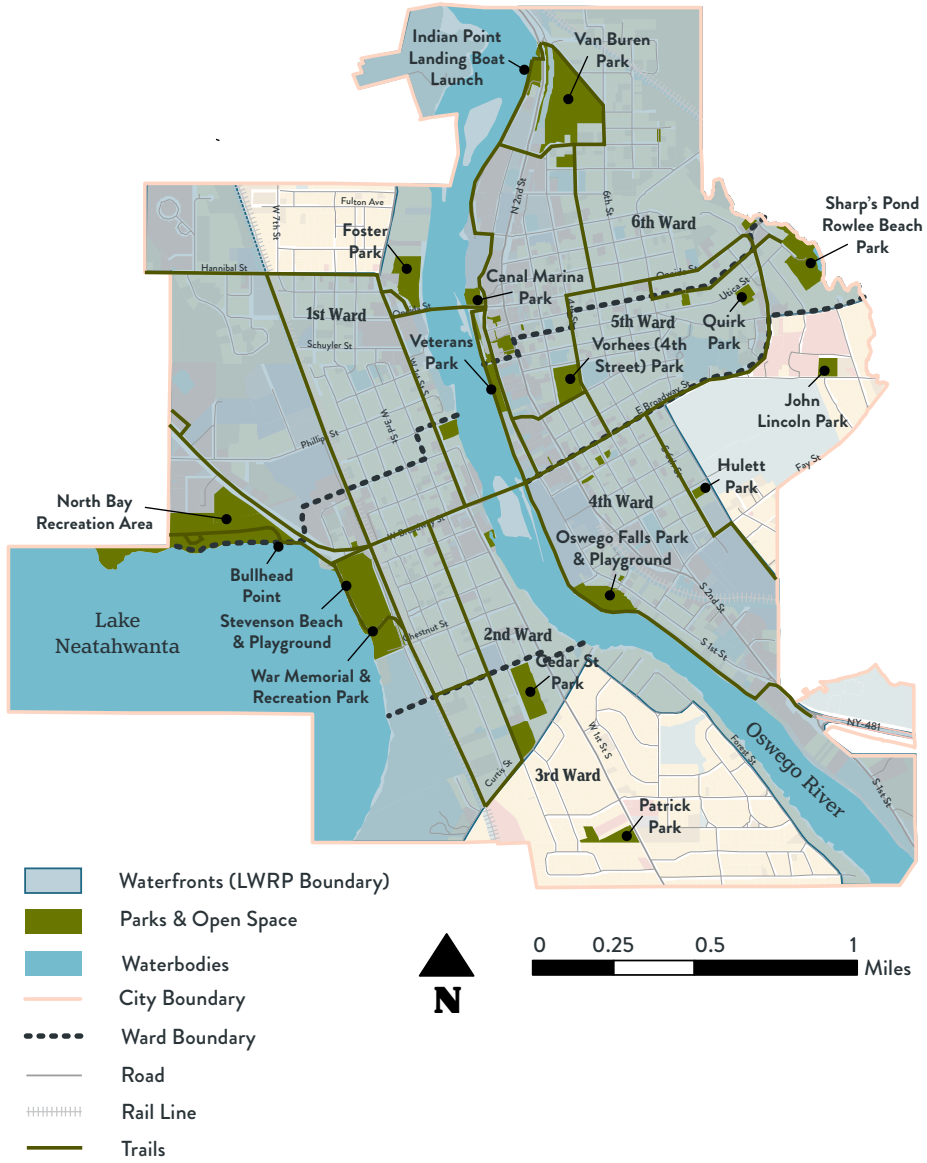 Indian Point
Landing Boat
Launch
Van Buren
Park
N 2nd St
6th St
Fulton Ave
W 7th St
Foster
Park
6th Ward
Sharp's Pond
Rowlee Beach
Park
Hannibal St
Canal Marina
Park
Utica St
1st Ward
5th Ward
Quirk
Park
Schuyler St
Veterans
Park
Vorhees (4th
Street) Park
W 1st St S
E Broadway St
John
Lincoln Park
W 3rd St
Phillips St
Fay St
S 6th St
Hulett
Park
North Bay
Recreation Area
4th Ward
W Broadway St
Oswego Falls Park
& Playground
Bullhead
Point
Stevenson Beach
& Playground
Lake
Neatahwanta
Chestnut St
S 2nd St
2nd Ward
S 1st St
War Memorial &
Recreation Park
Cedar St
Park
W 1st St S
Forest St
NY-481
Oswego River
Curtis St
3rd Ward
S 1st St
Patrick
Park
Waterfronts (LWRP Boundary)
Parks & Open Space
Waterbodies
City Boundary
Ward Boundary
Road
Rail Line
Trails
N
0 0.25 0.5 1
Miles